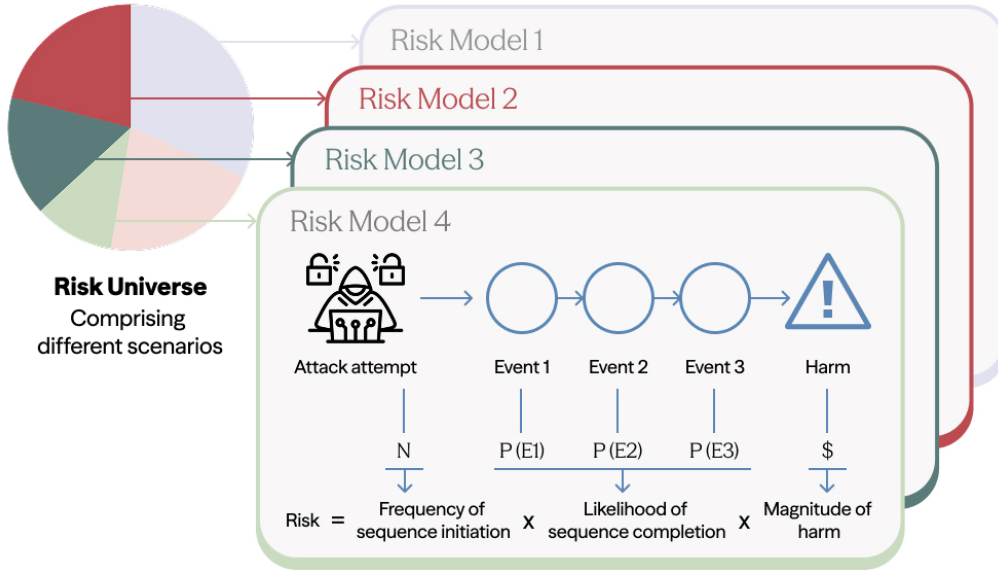 Risk Model 1
Risk Model 2
Risk Model 3
Risk Model 4
Risk Universe
Comprising
different scenarios
Attack attempt
Event 1
Event 2
Event 3
Harm
N
P (E1)
P (E2)
P (E3)
$
Risk =
Frequency of
sequence initiation
x
Likelihood of
sequence completion
x
Magnitude of
harm